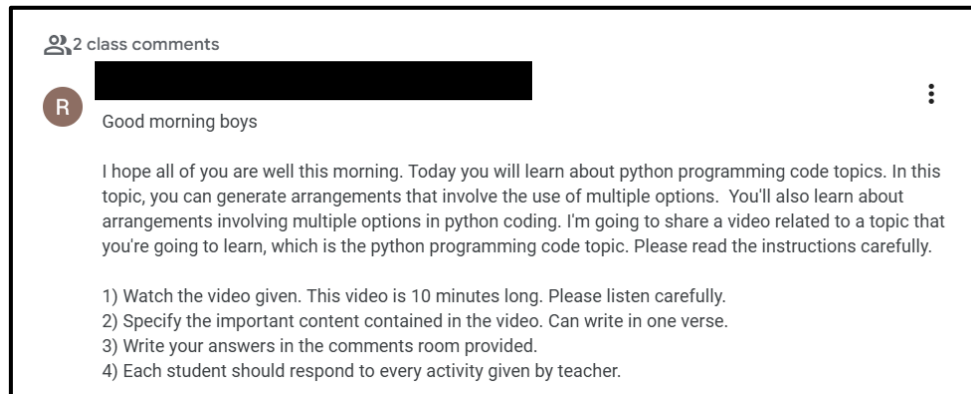 2 class comments
R
Good morning boys
I hope all of you are well this morning. Today you will learn about python programming code topics. In this
topic, you can generate arrangements that involve the use of multiple options.  You'll also learn about
arrangements involving multiple options in python coding. I'm going to share a video related to a topic that
you're going to learn, which is the python programming code topic. Please read the instructions carefully.
1) Watch the video given. This video is 10 minutes long. Please listen carefully.
2) Specify the important content contained in the video. Can write in one verse.
3) Write your answers in the comments room provided.
4) Each student should respond to every activity given by teacher.